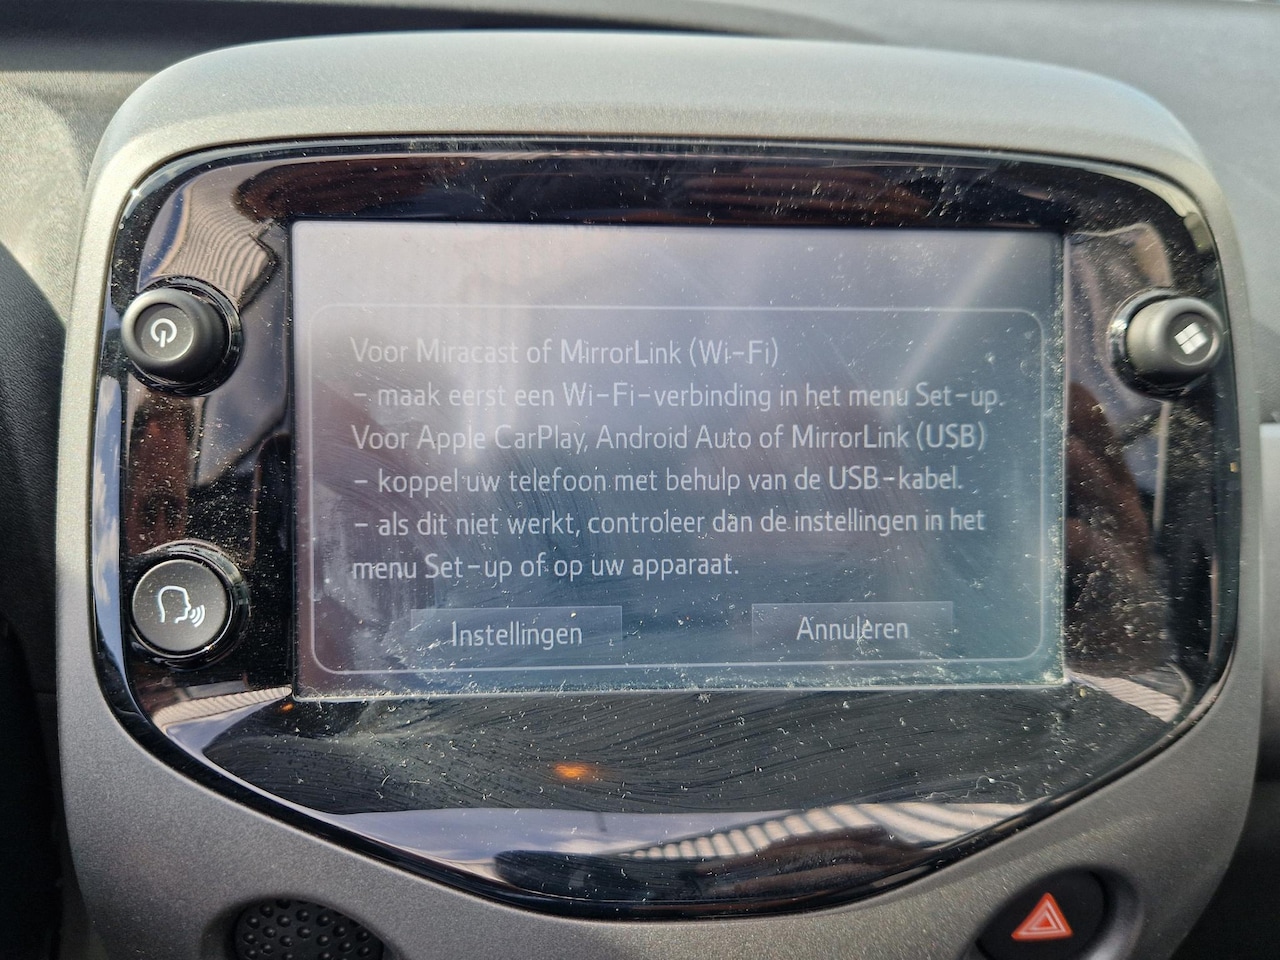 Voor Miracast of MirrorLink (Wi-Fi)
- maak eerst een Wi-Fi-verbinding in het menu Set-up.
Voor Apple CarPlay, Android Auto of MirrorLink (USB)
- koppel uw telefoon met behulp van de USB-kabel.
- als dit niet werkt, controleer dan de instellingen in het
menu Set-up of op uw apparaat.
Instellingen
Annuleren